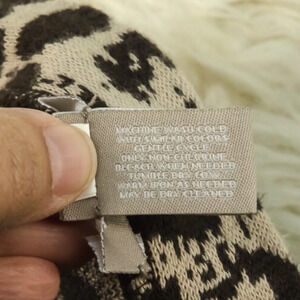 MACHINE WASH COLD
WITH SIMILAR COLORS
GENTLE CYCLE
ONLY NON-CHLORINE
BLEACH WHEN NEEDED
TUMBLE DRY LOW
WARM IRON AS NEEDED
MAY BE DRY CLEANED